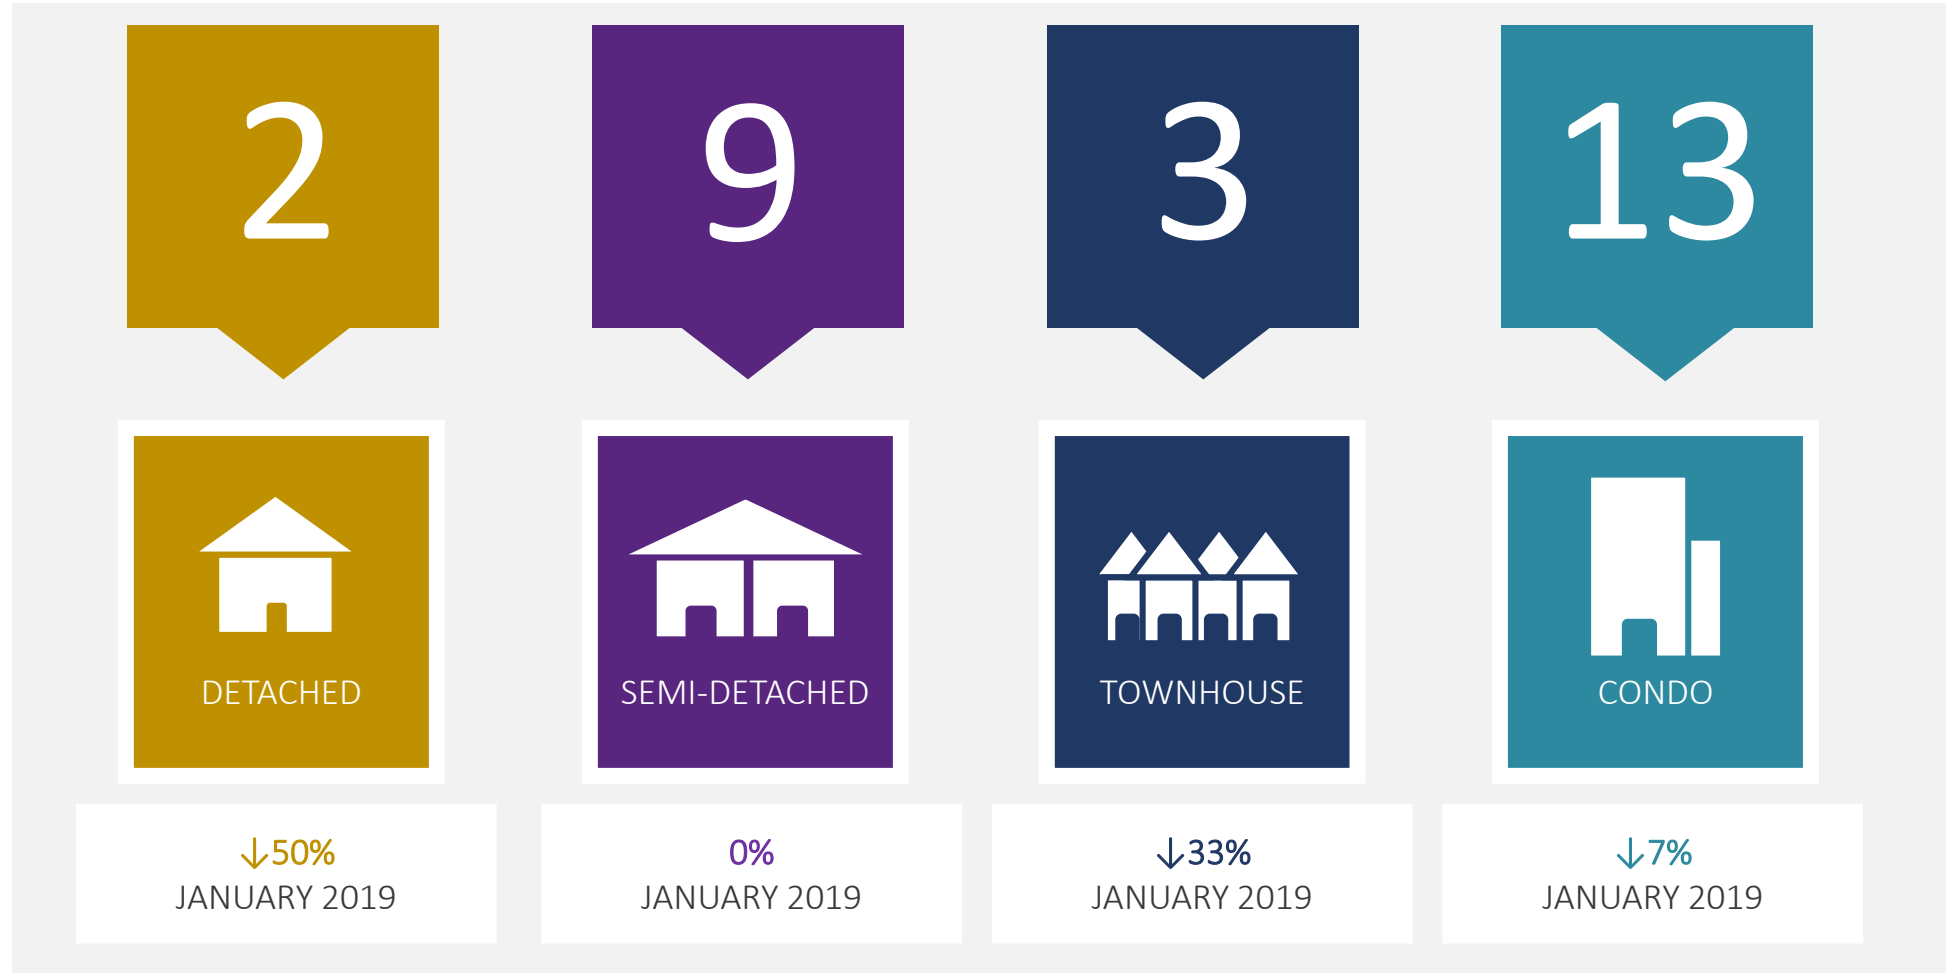 2
9
3
13
DETACHED
SEMI-DETACHED
TOWNHOUSE
CONDO
↓50%
JANUARY 2019
0%
JANUARY 2019
↓33%
JANUARY 2019
↓7%
JANUARY 2019